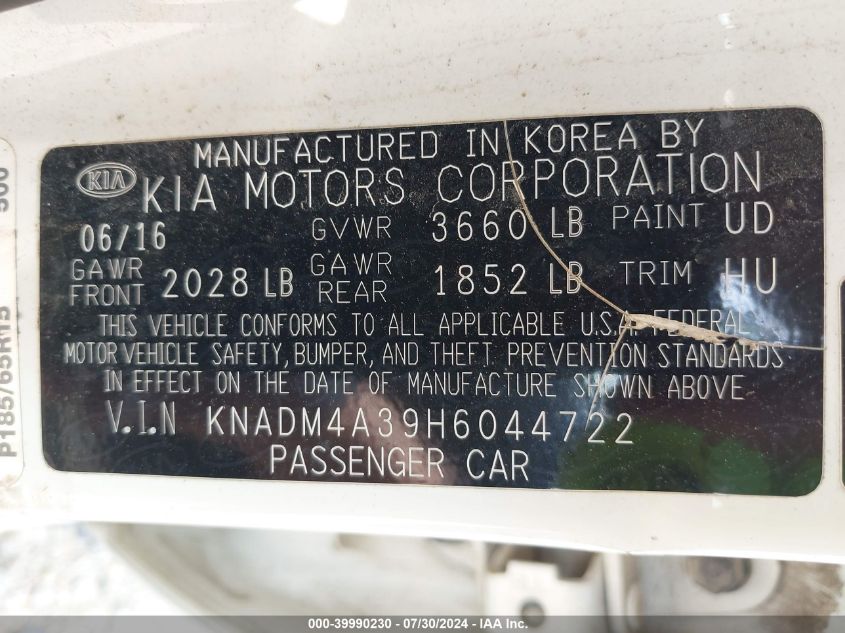 MANUFACTURED IN KOREA BY
KIA KIA MOTORS CORPORATION
06/16 GVWR 3660 LB PAINT UD
GAWR FRONT 2028 LB GAWR REAR 1852 LB TRIM HU
THIS VEHICLE CONFORMS TO ALL APPLICABLE U.S.A. FEDERAL
MOTOR VEHICLE SAFETY, BUMPER, AND THEFT PREVENTION STANDARDS
IN EFFECT ON THE DATE OF MANUFACTURE SHOWN ABOVE
V.I.N KNADM4A39H6044722
PASSENGER CAR
P185/65R15
000-39990230 - 07/30/2024 - IAA Inc.